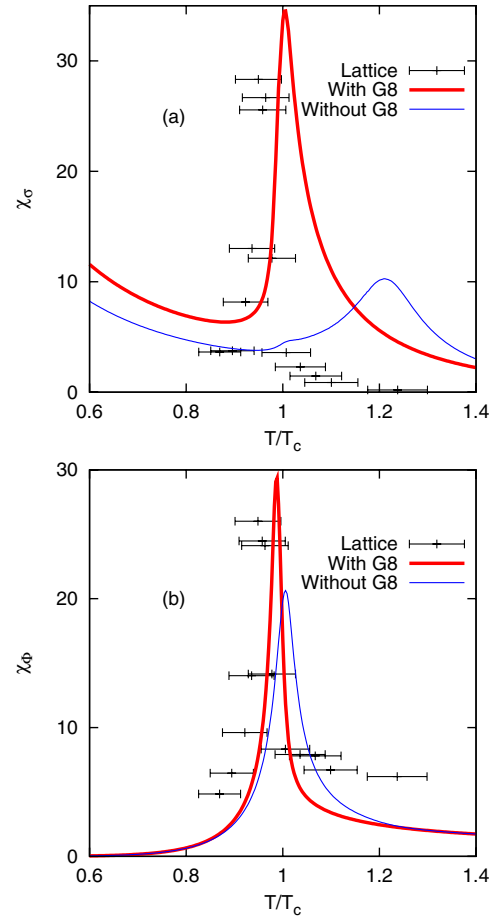 35
30
20
10
0
χσ
(a)
Lattice
With G8
Without G8
0.6 0.8 1 1.2 1.4
T/Tc
30
20
10
0
χΦ
(b)
Lattice
With G8
Without G8
0.6 0.8 1 1.2 1.4
T/Tc